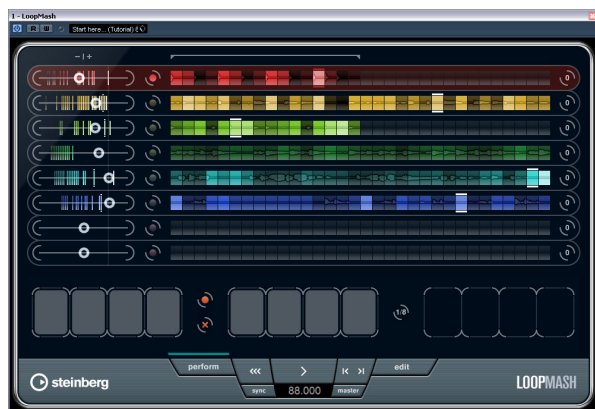 1 - LoopMash
R W Start here... (Tutorial) 8
- I +
0
0
0
0
0
0
0
0
1/8
perform edit
sync 88.000 master
steinberg LOOPMASH